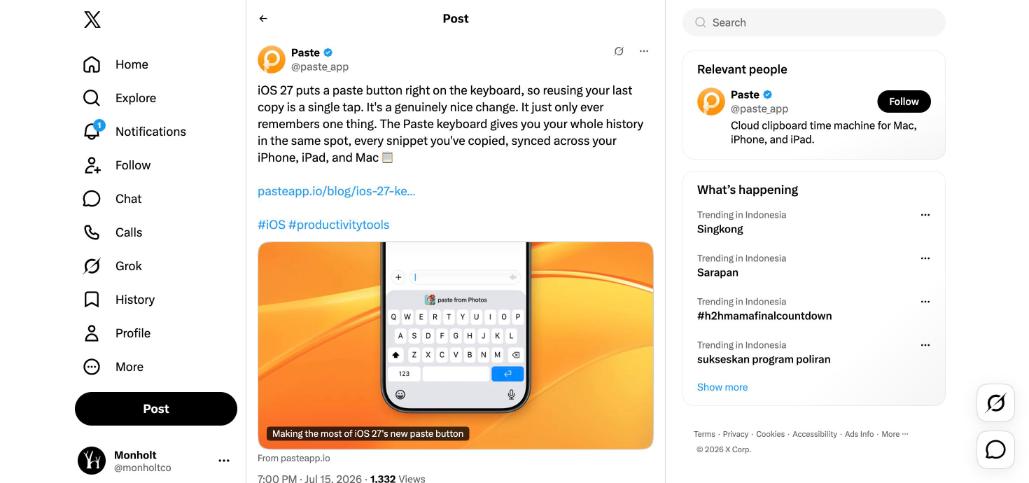 Home
Explore
1
Notifications
Follow
Chat
Calls
Grok
History
Profile
More
Post
Monholt
@monholtco
Post
Paste
@paste_app
iOS 27 puts a paste button right on the keyboard, so reusing your last
copy is a single tap. It's a genuinely nice change. It just only ever
remembers one thing. The Paste keyboard gives you your whole history
in the same spot, every snippet you've copied, synced across your
iPhone, iPad, and Mac
pasteapp.io/blog/ios-27-ke...
#iOS #productivitytools
paste from Photos
Q W E R T Y U I O P
A S D F G H J K L
Z X C V B N M
123
Making the most of iOS 27's new paste button
From pasteapp.io
7:00 PM · Jul 15, 2026 · 1,332 Views
Search
Relevant people
Paste
@paste_app
Follow
Cloud clipboard time machine for Mac,
iPhone, and iPad.
What's happening
Trending in Indonesia
Singkong
Trending in Indonesia
Sarapan
Trending in Indonesia
#h2hmamafinalcountdown
Trending in Indonesia
sukseskan program poliran
Show more
Terms · Privacy · Cookies · Accessibility · Ads Info · More ···
© 2026 X Corp.